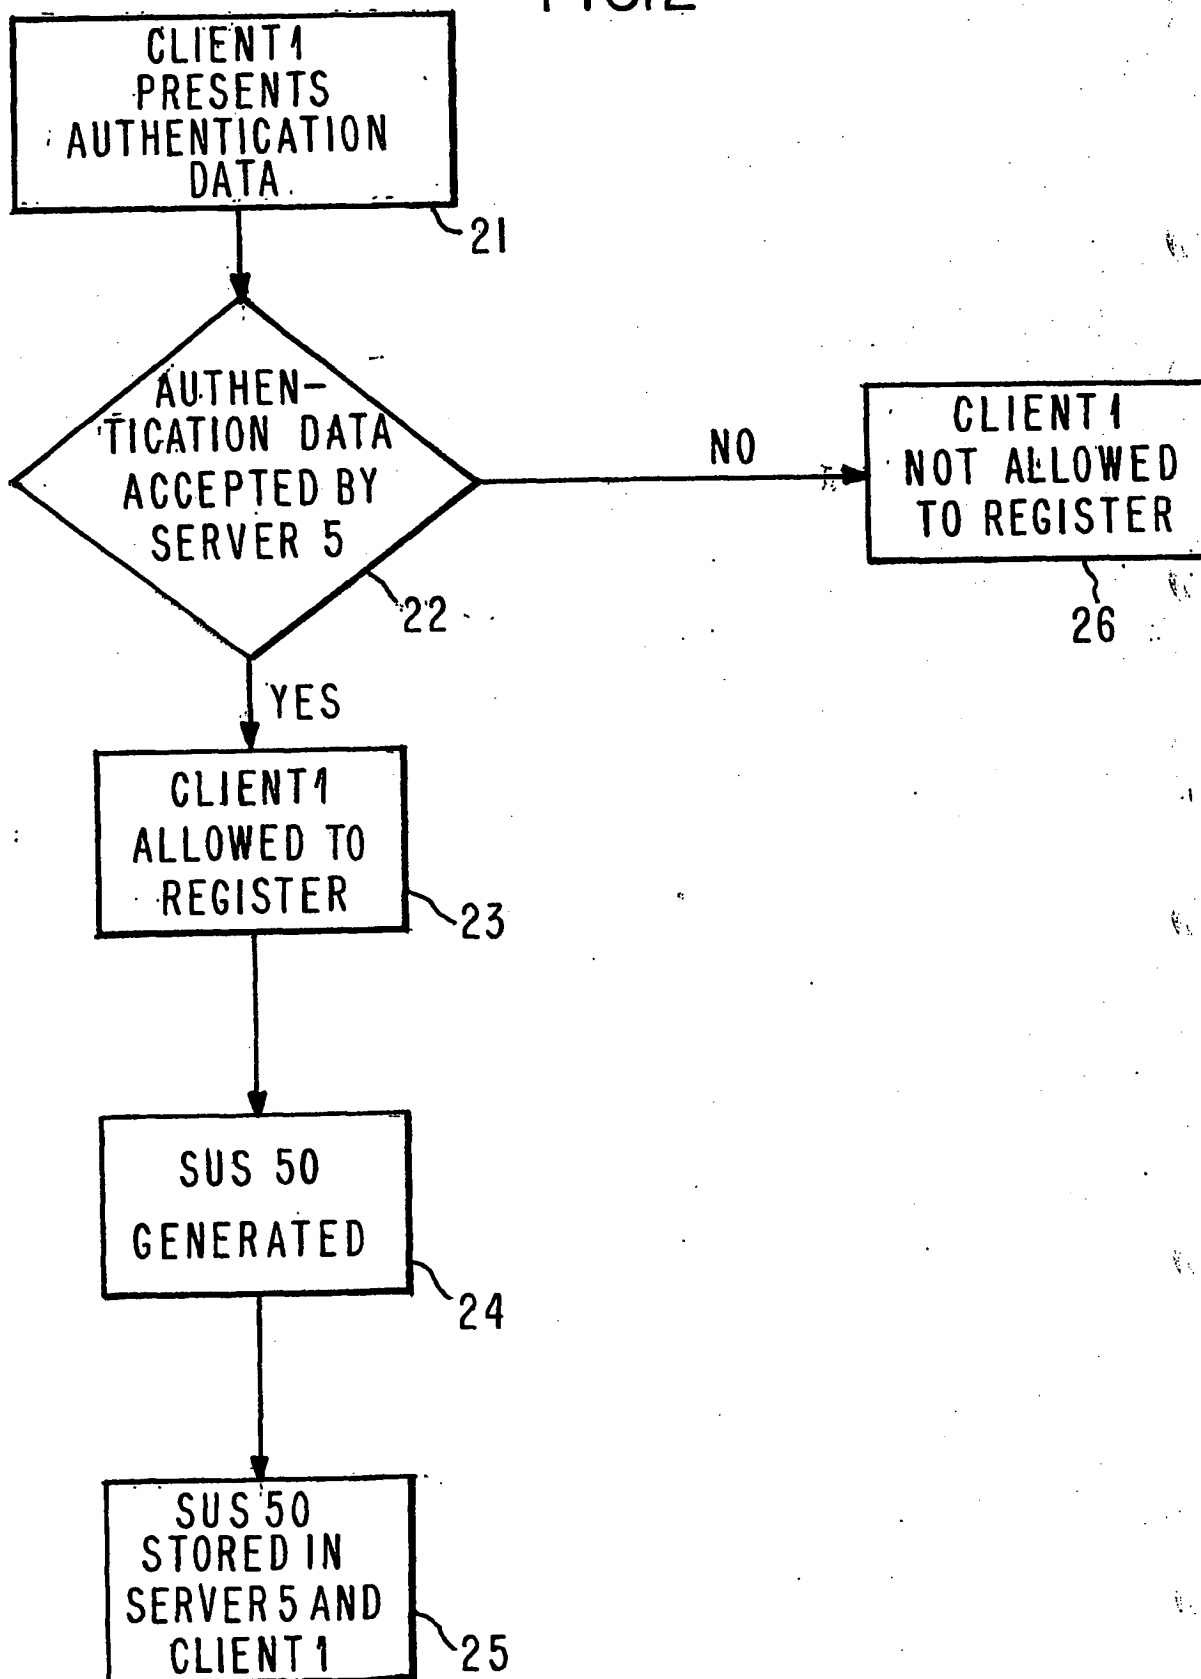 FIG. 2
CLIENT 1
PRESENTS
AUTHENTICATION
DATA
21
AUTHEN-
TICATION DATA
ACCEPTED BY
SERVER 5
22
NO
CLIENT 1
NOT ALLOWED
TO REGISTER
26
YES
CLIENT 1
ALLOWED TO
REGISTER
23
SUS 50
GENERATED
24
SUS 50
STORED IN
SERVER 5 AND
CLIENT 1
25